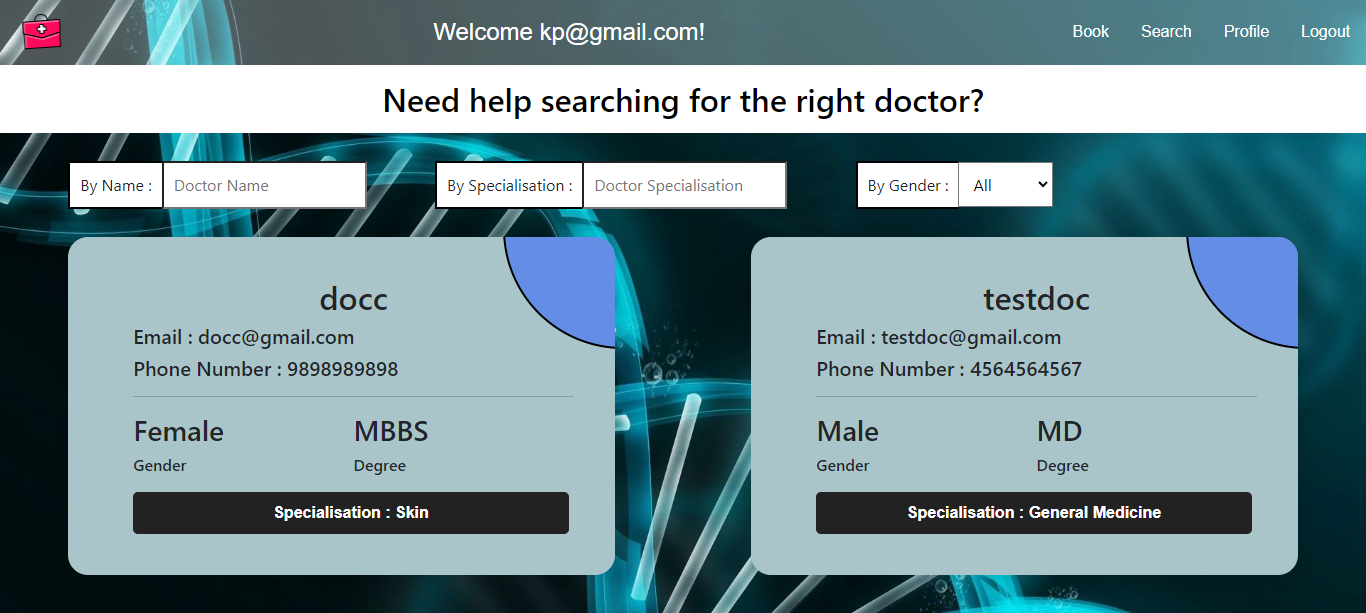 Welcome kp@gmail.com!
Book Search Profile Logout
Need help searching for the right doctor?
By Name : Doctor Name By Specialisation : Doctor Specialisation By Gender : All
docc
Email : docc@gmail.com
Phone Number : 9898989898
Female MBBS
Gender Degree
Specialisation : Skin
testdoc
Email : testdoc@gmail.com
Phone Number : 4564564567
Male MD
Gender Degree
Specialisation : General Medicine